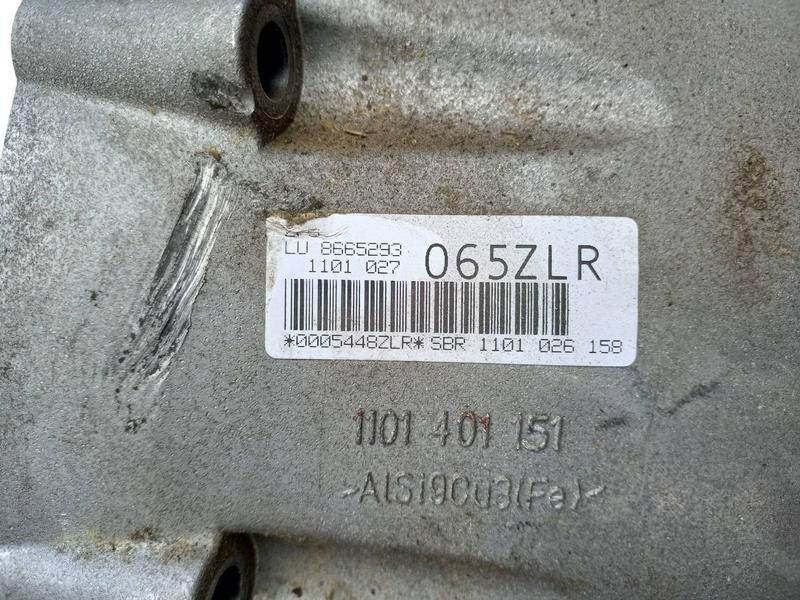 LU 8665293
1101 027
065ZLR
*0005448ZLR* SBR 1101 026 158
1101 401 151
>AlSi9Cu3(Fe)<